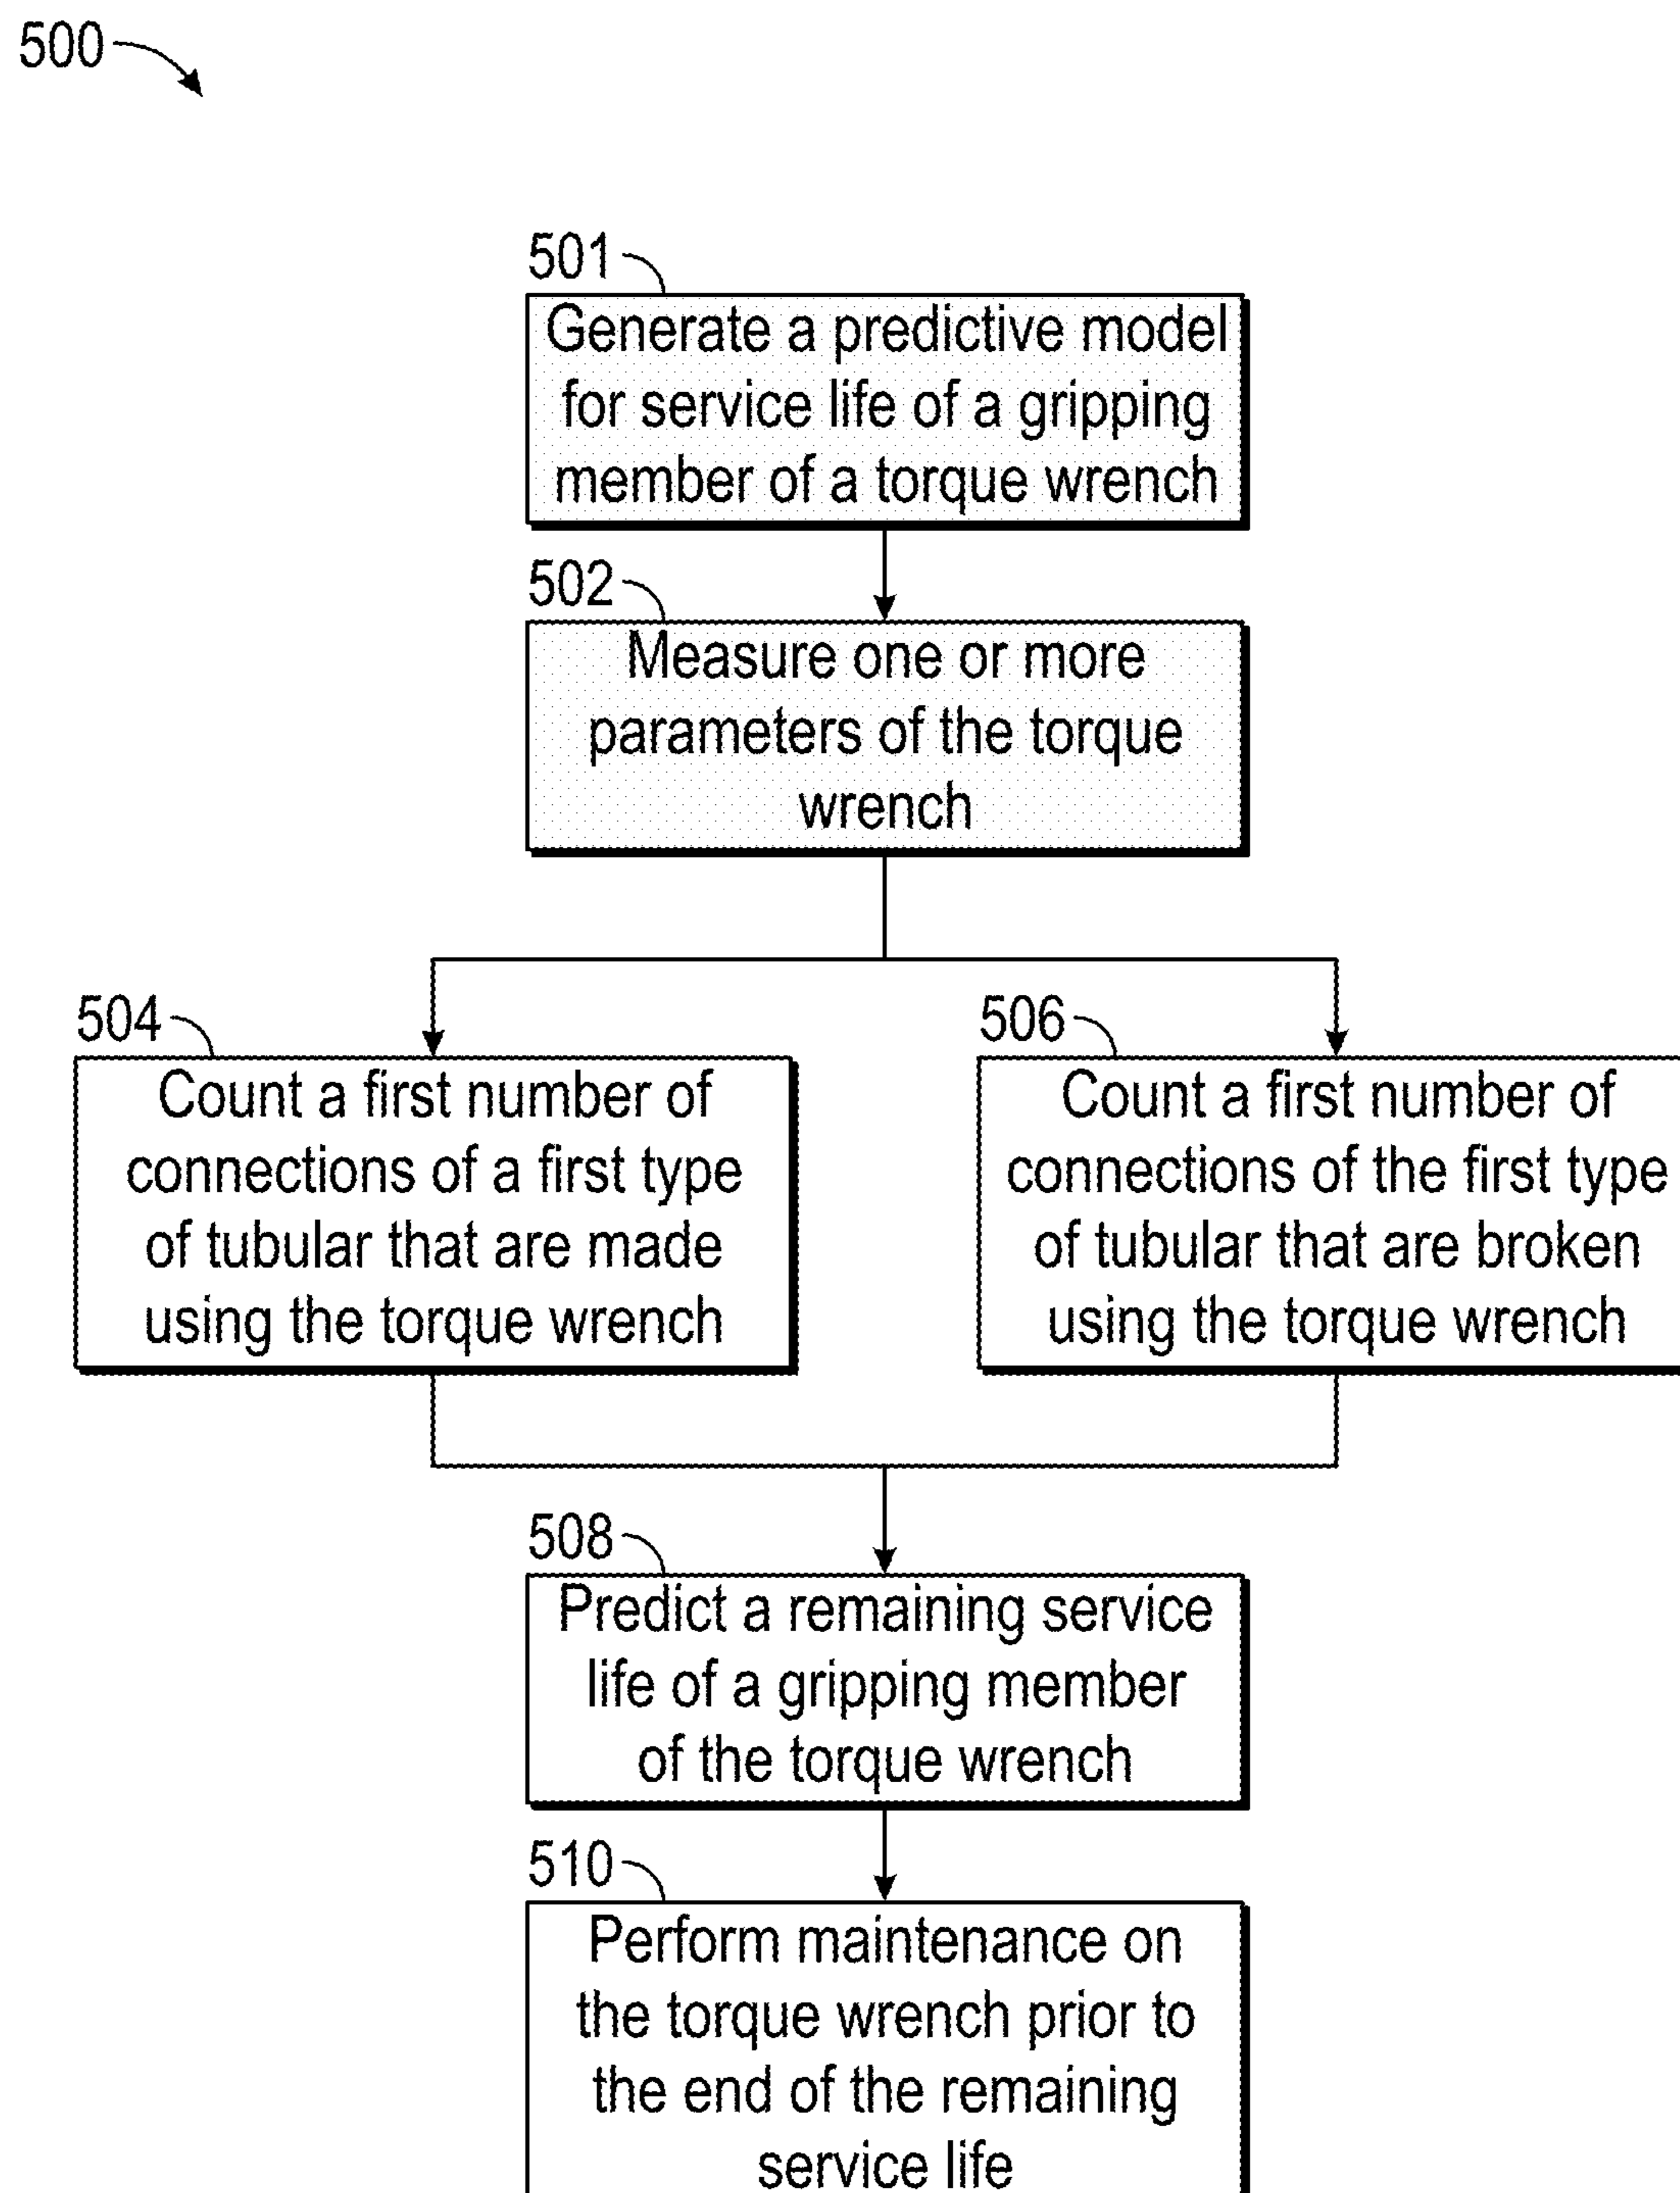 500
501
Generate a predictive model
for service life of a gripping
member of a torque wrench
502
Measure one or more
parameters of the torque
wrench
504
Count a first number of
connections of a first type
of tubular that are made
using the torque wrench
506
Count a first number of
connections of the first type
of tubular that are broken
using the torque wrench
508
Predict a remaining service
life of a gripping member
of the torque wrench
510
Perform maintenance on
the torque wrench prior to
the end of the remaining
service life